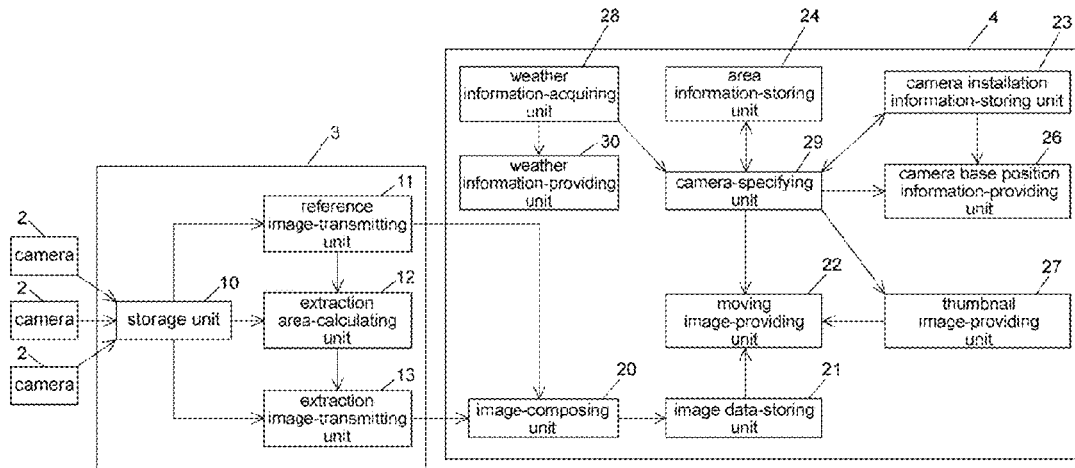 28
24
4
23
weather
information-acquiring
unit
area
information-storing
unit
camera installation
information-storing unit
3
30
29
26
weather
information-providing
unit
camera-specifying
unit
camera base position
information-providing
unit
11
reference
image-transmitting
unit
2
camera
10
12
22
27
2
camera
storage unit
extraction
area-calculating
unit
moving
image-providing
unit
thumbnail
image-providing
unit
2
camera
13
20
21
extraction
image-transmitting
unit
image-composing
unit
image data-storing
unit